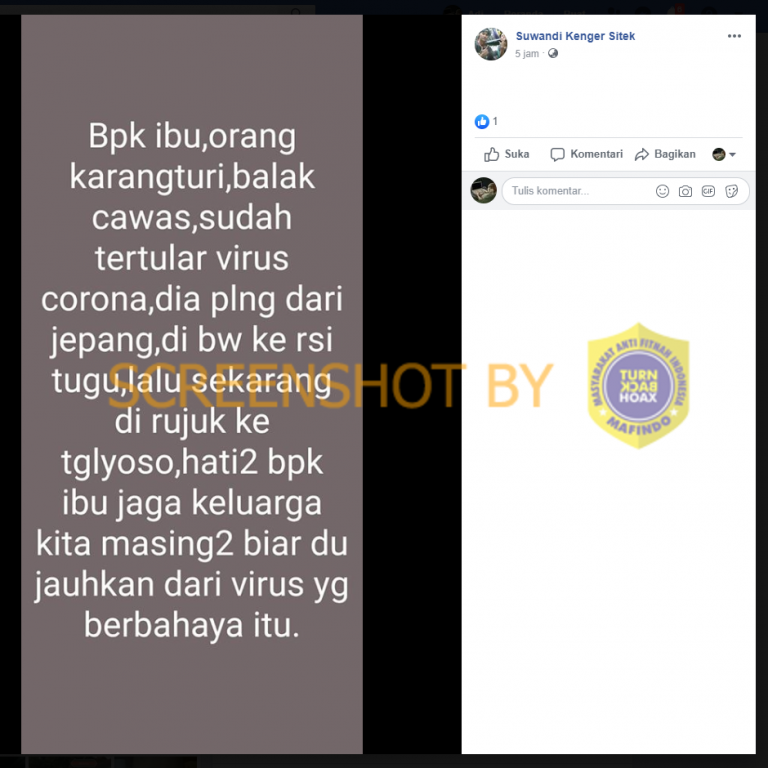 Bpk ibu,orang
karangturi,balak
cawas,sudah
tertular virus
corona,dia plng dari
jepang,di bw ke rsi
tugu,lalu sekarang
di rujuk ke
tglyoso,hati2 bpk
ibu jaga keluarga
kita masing2 biar du
jauhkan dari virus yg
berbahaya itu.
SCREENSHOT BY
Suwandi Kenger Sitek
5 jam
1
Suka
Komentari
Bagikan
Tulis komentar...
GIF
MASYARAKAT ANTI FITNAH INDONESIA
TURN
BACK
HOAX
MAFINDO